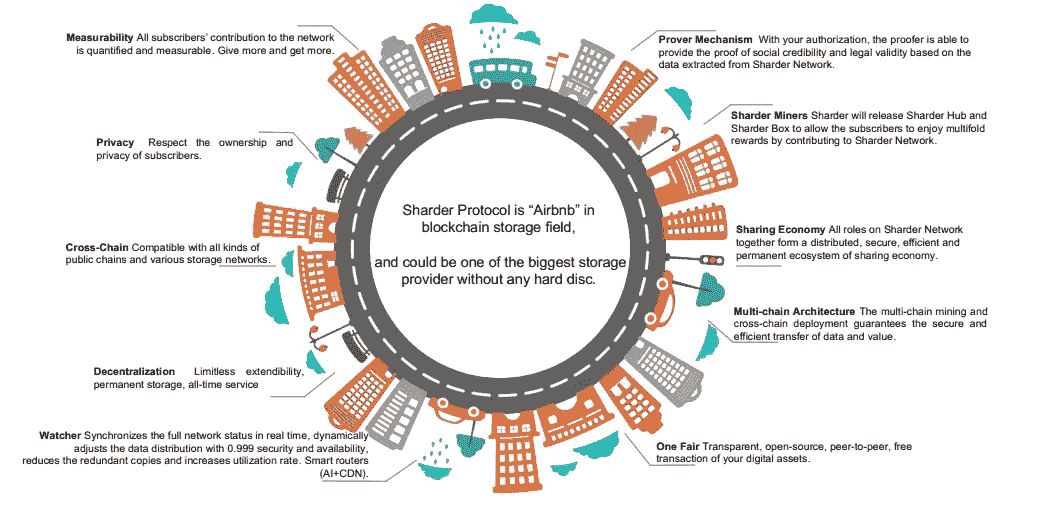 Measurability All subscribers' contribution to the network
is quantified and measurable. Give more and get more.
Privacy Respect the ownership and
privacy of subscribers.
Cross-Chain Compatible with all kinds of
public chains and various storage networks.
Decentralization Limitless extendibility,
permanent storage, all-time service
Watcher Synchronizes the full network status in real time, dynamically
adjusts the data distribution with 0.999 security and availability,
reduces the redundant copies and increases utilization rate. Smart routers
(AI+CDN).
Sharder Protocol is “Airbnb” in
blockchain storage field,
and could be one of the biggest storage
provider without any hard disc.
Prover Mechanism With your authorization, the proofer is able to
provide the proof of social credibility and legal validity based on the
data extracted from Sharder Network.
Sharder Miners Sharder will release Sharder Hub and
Sharder Box to allow the subscribers to enjoy multifold
rewards by contributing to Sharder Network.
Sharing Economy All roles on Sharder Network
together form a distributed, secure, efficient and
permanent ecosystem of sharing economy.
Multi-chain Architecture The multi-chain mining and
cross-chain deployment guarantees the secure and
efficient transfer of data and value.
One Fair Transparent, open-source, peer-to-peer, free
transaction of your digital assets.